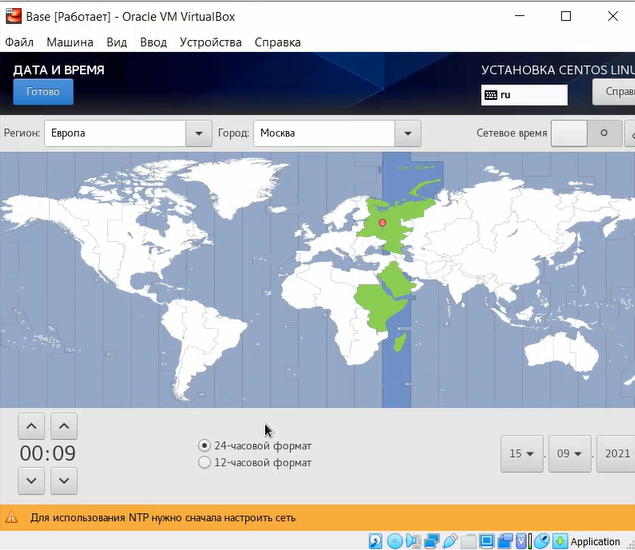 Base [Работает] - Oracle VM VirtualBox
Файл Машина Вид Ввод Устройства Справка
ДАТА И ВРЕМЯ
УСТАНОВКА CENTOS LINU
Готово
ru
Справ
Регион: Европа Город: Москва Сетевое время
00:09
24-часовой формат
12-часовой формат
15 . 09 . 2021
Для использования NTP нужно сначала настроить сеть
Application